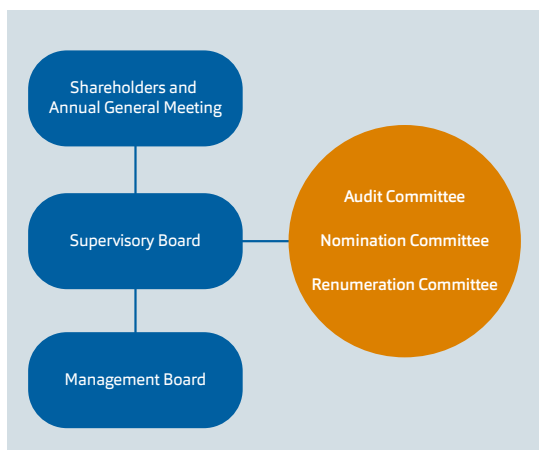 Shareholders and
Annual General Meeting
Supervisory Board
Audit Committee
Nomination Committee
Renumeration Committee
Management Board